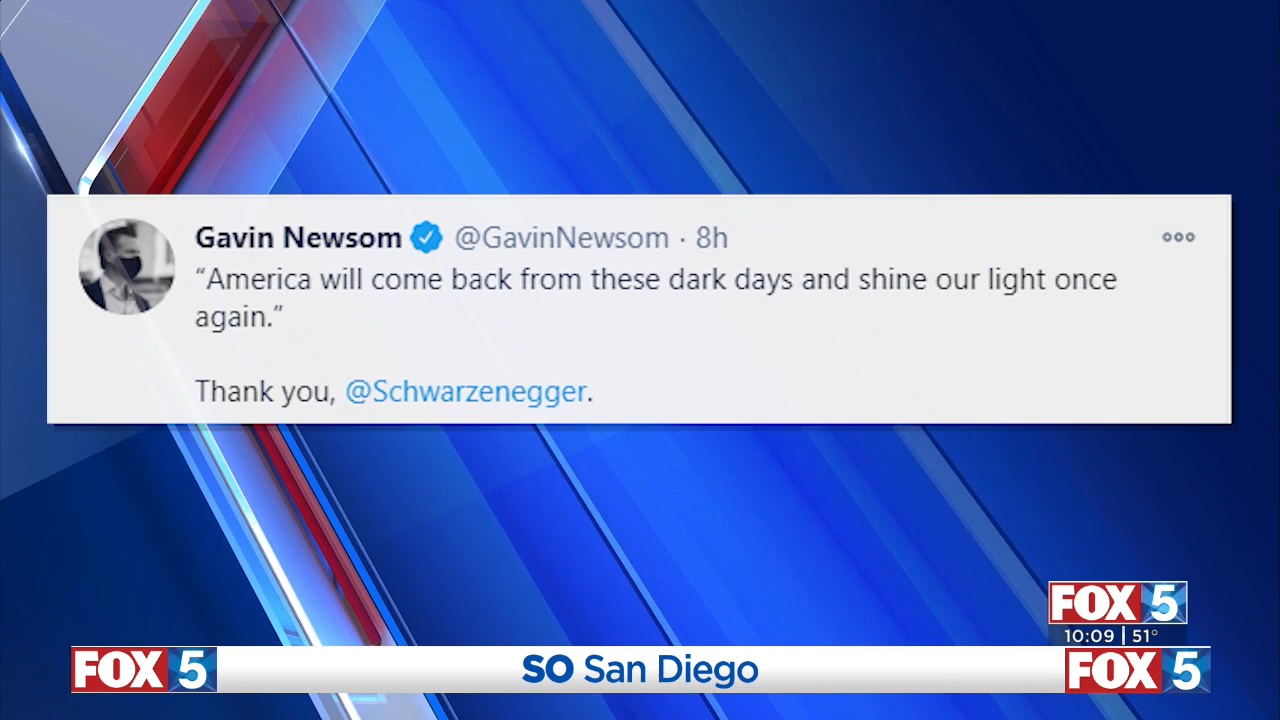 Gavin Newsom @GavinNewsom · 8h
“America will come back from these dark days and shine our light once
again.”
Thank you, @Schwarzenegger.
FOX 5
10:09 | 51°
FOX 5
SO San Diego
FOX 5